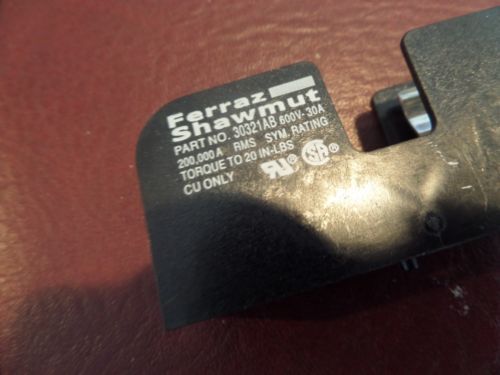 Ferraz
Shawmut
PART NO. 30321AB 600V-30A
200,000 A RMS SYM. RATING
TORQUE TO 20 IN-LBS
CU ONLY